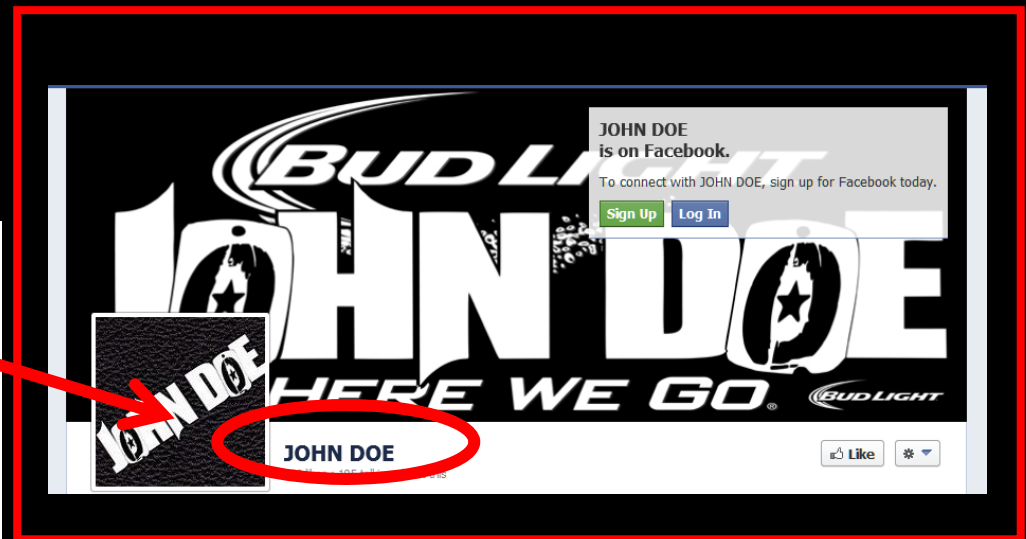 BUD LIGHT
JOHN DOE
HERE WE GO.®
BUD LIGHT
JOHN DOE
is on Facebook.
To connect with JOHN DOE, sign up for Facebook today.
Sign Up Log In
JOHN DOE
JOHN DOE
this
Like